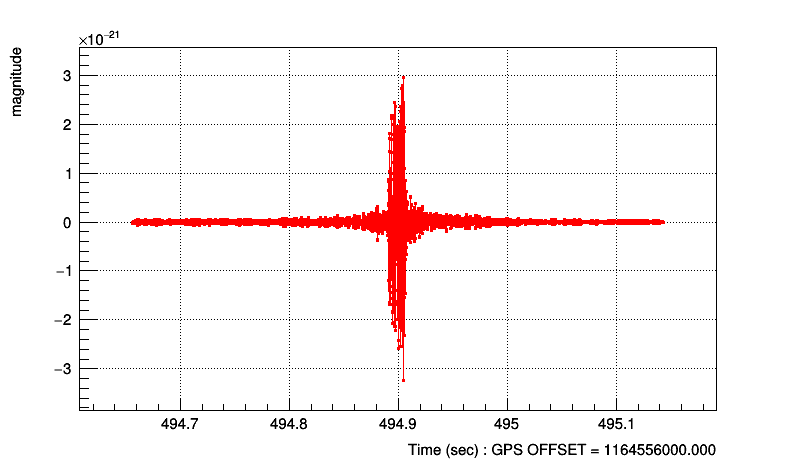 ×10−21
magnitude
3
2
1
0
−1
−2
−3
494.7 494.8 494.9 495 495.1
Time (sec) : GPS OFFSET = 1164556000.000